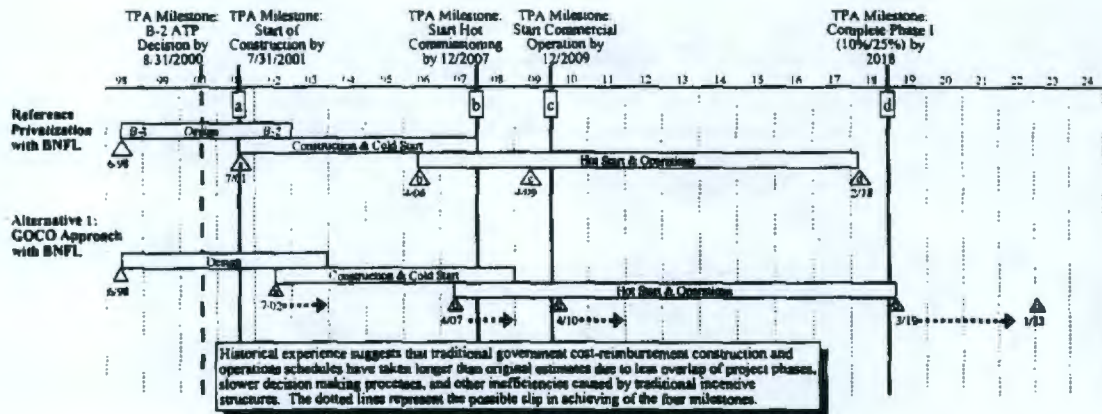 TPA Milestone:
B-2 ATP
Decision by
8/31/2000
TPA Milestone:
Start of
Construction by
7/31/2001
TPA Milestone:
Start Hot
Commissioning
by 12/2007
TPA Milestone:
Start Commercial
Operation by
12/2009
TPA Milestone:
Complete Phase I
(10%/25%) by
2018
98 99 00 01 02 03 04 05 06 07 08 09 10 11 12 13 14 15 16 17 18 19 20 21 22 23 24
a b c d
Reference
Privatization
with BNFL
B-1 Design B-2
Construction & Cold Start
Hot Start & Operations
6/98
a
7/01
b
4/06
c
4/09
d
2/18
Alternative 1:
GOCO Approach
with BNFL
Design
Construction & Cold Start
Hot Start & Operations
6/98
7/02
4/07
4/10
3/19
Historical experience suggests that traditional government cost-reimbursement construction and
operations schedules have taken longer than original estimates due to less overlap of project phases,
slower decision making processes, and other inefficiencies caused by traditional incentive
structures. The dotted lines represent the possible slip in achieving of the four milestones.